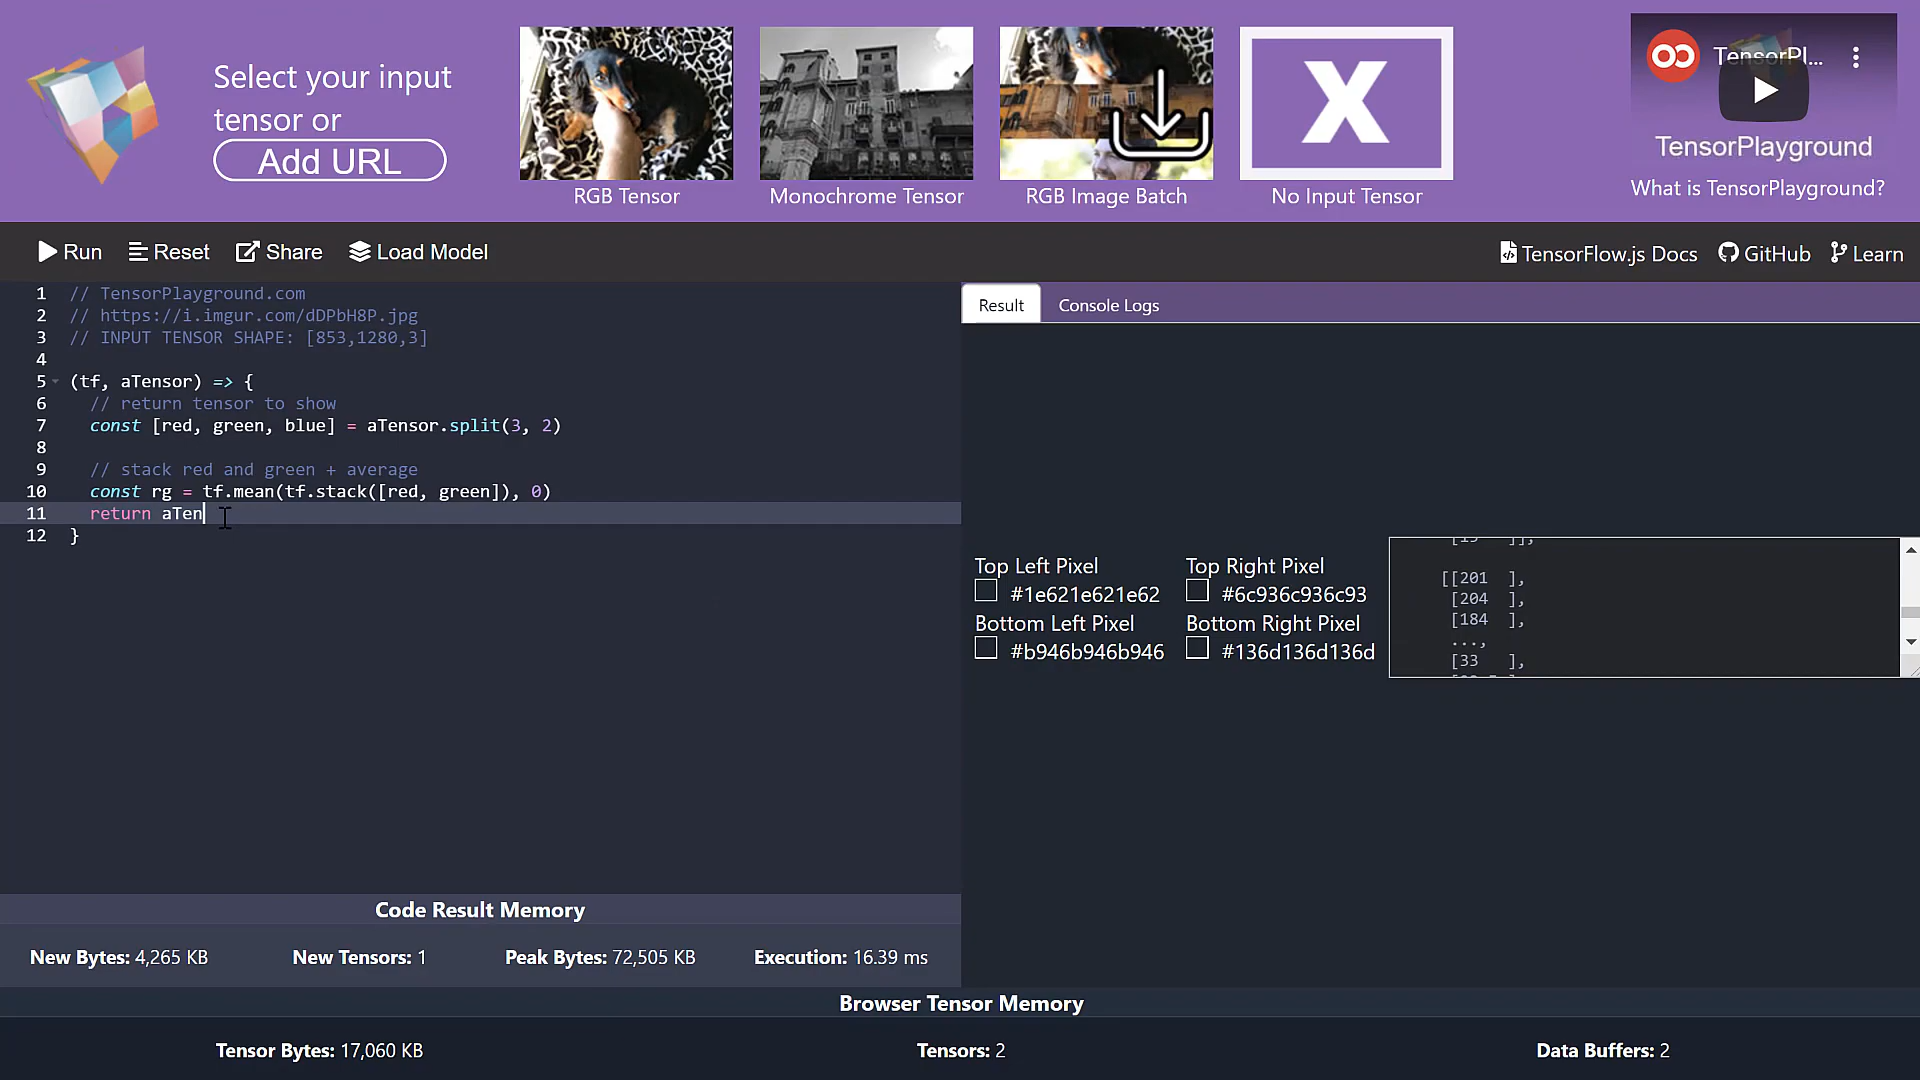 Select your input
tensor or
Add URL
RGB Tensor
Monochrome Tensor
RGB Image Batch
X
No Input Tensor
TensorPl...
TensorPlayground
What is TensorPlayground?
Run
Reset
Share
Load Model
TensorFlow.js Docs
GitHub
Learn
1 // TensorPlayground.com
2 // https://i.imgur.com/dDPbH8P.jpg
3 // INPUT TENSOR SHAPE: [853,1280,3]
4
5 (tf, aTensor) => {
6 // return tensor to show
7 const [red, green, blue] = aTensor.split(3, 2)
8
9 // stack red and green + average
10 const rg = tf.mean(tf.stack([red, green]), 0)
11 return aTen
12 }
Result
Console Logs
Top Left Pixel
#1e621e621e62
Top Right Pixel
#6c936c936c93
Bottom Left Pixel
#b946b946b946
Bottom Right Pixel
#136d136d136d
[[201 ],
[204 ],
[184 ],
...,
[33 ],
Code Result Memory
New Bytes: 4,265 KB
New Tensors: 1
Peak Bytes: 72,505 KB
Execution: 16.39 ms
Browser Tensor Memory
Tensor Bytes: 17,060 KB
Tensors: 2
Data Buffers: 2